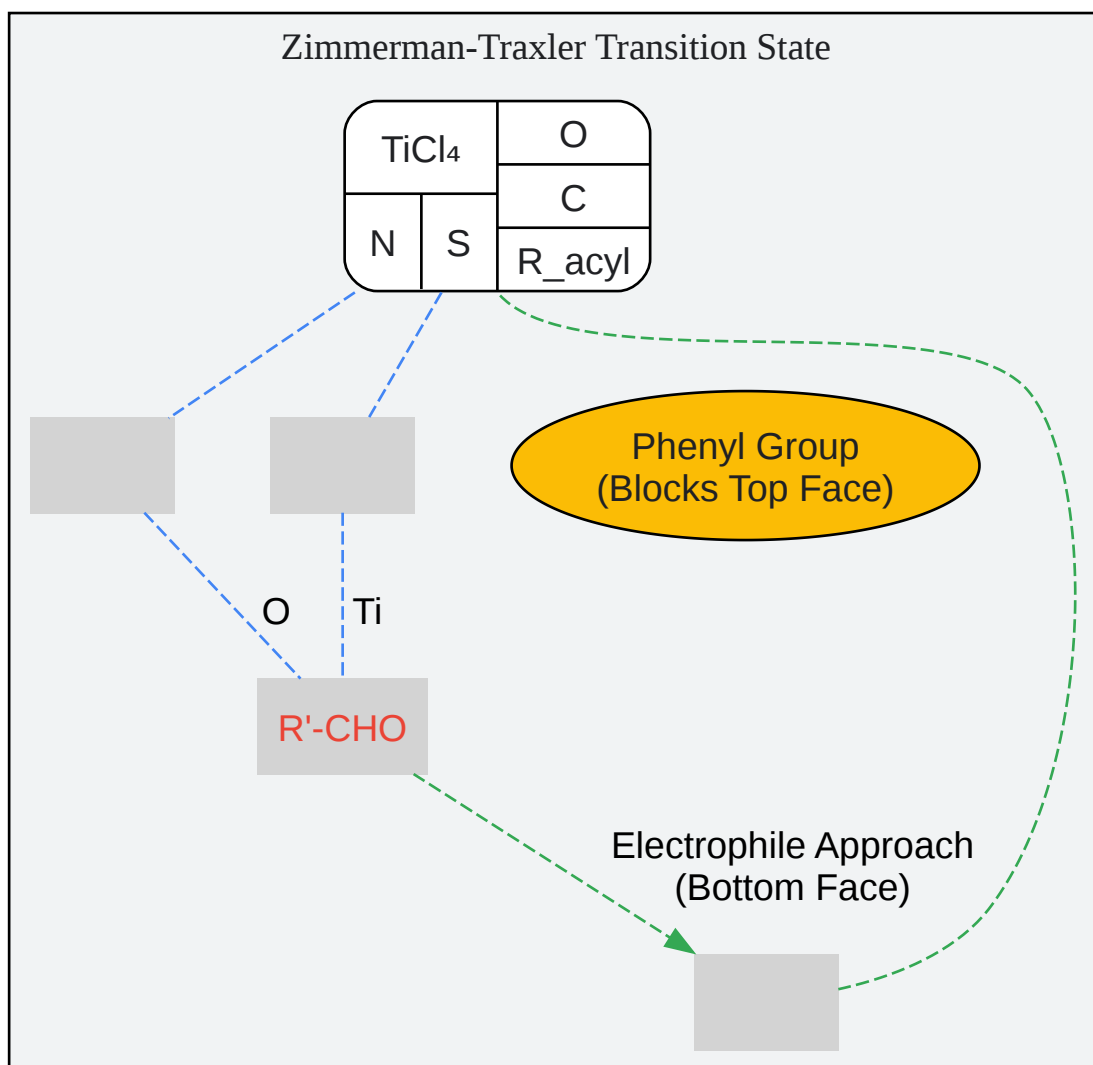 Zimmerman-Traxler Transition State
TiCl₄
O
C
N
S
R_acyl
Phenyl Group
(Blocks Top Face)
O
Ti
R'-CHO
Electrophile Approach
(Bottom Face)